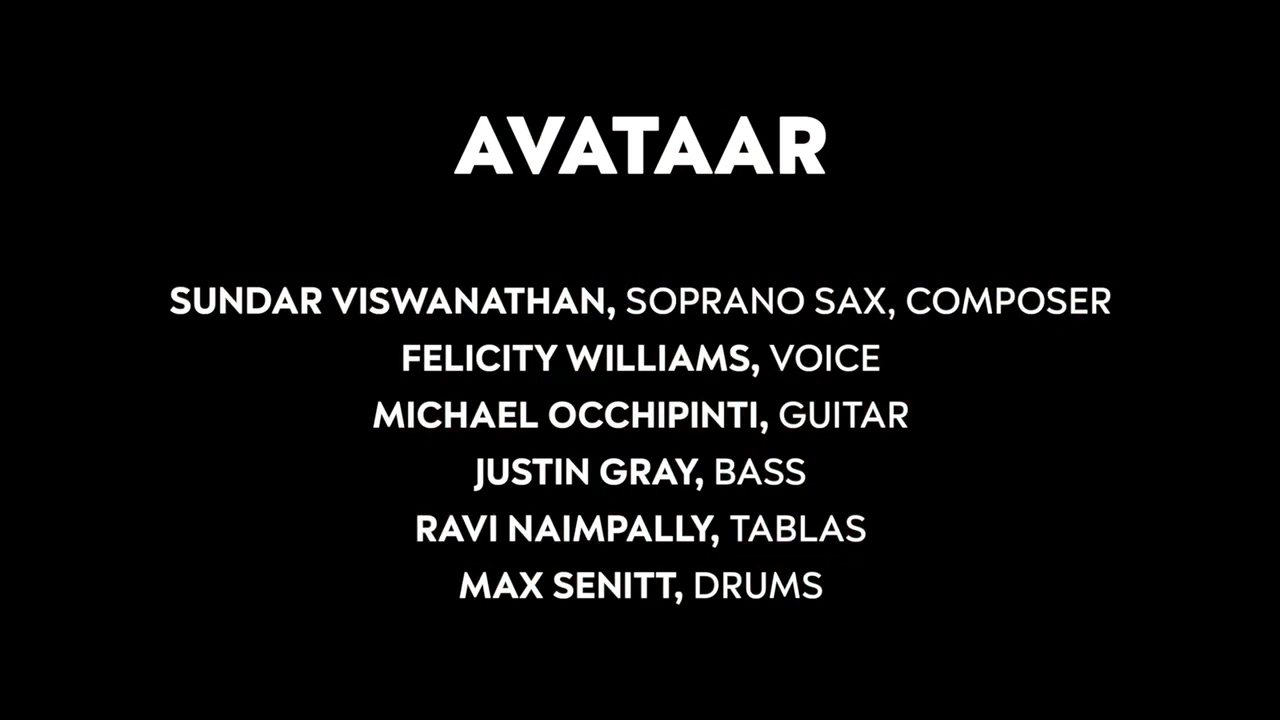 AVATAAR
SUNDAR VISWANATHAN, SOPRANO SAX, COMPOSER
FELICITY WILLIAMS, VOICE
MICHAEL OCCHIPINTI, GUITAR
JUSTIN GRAY, BASS
RAVI NAIMPALLY, TABLAS
MAX SENITT, DRUMS